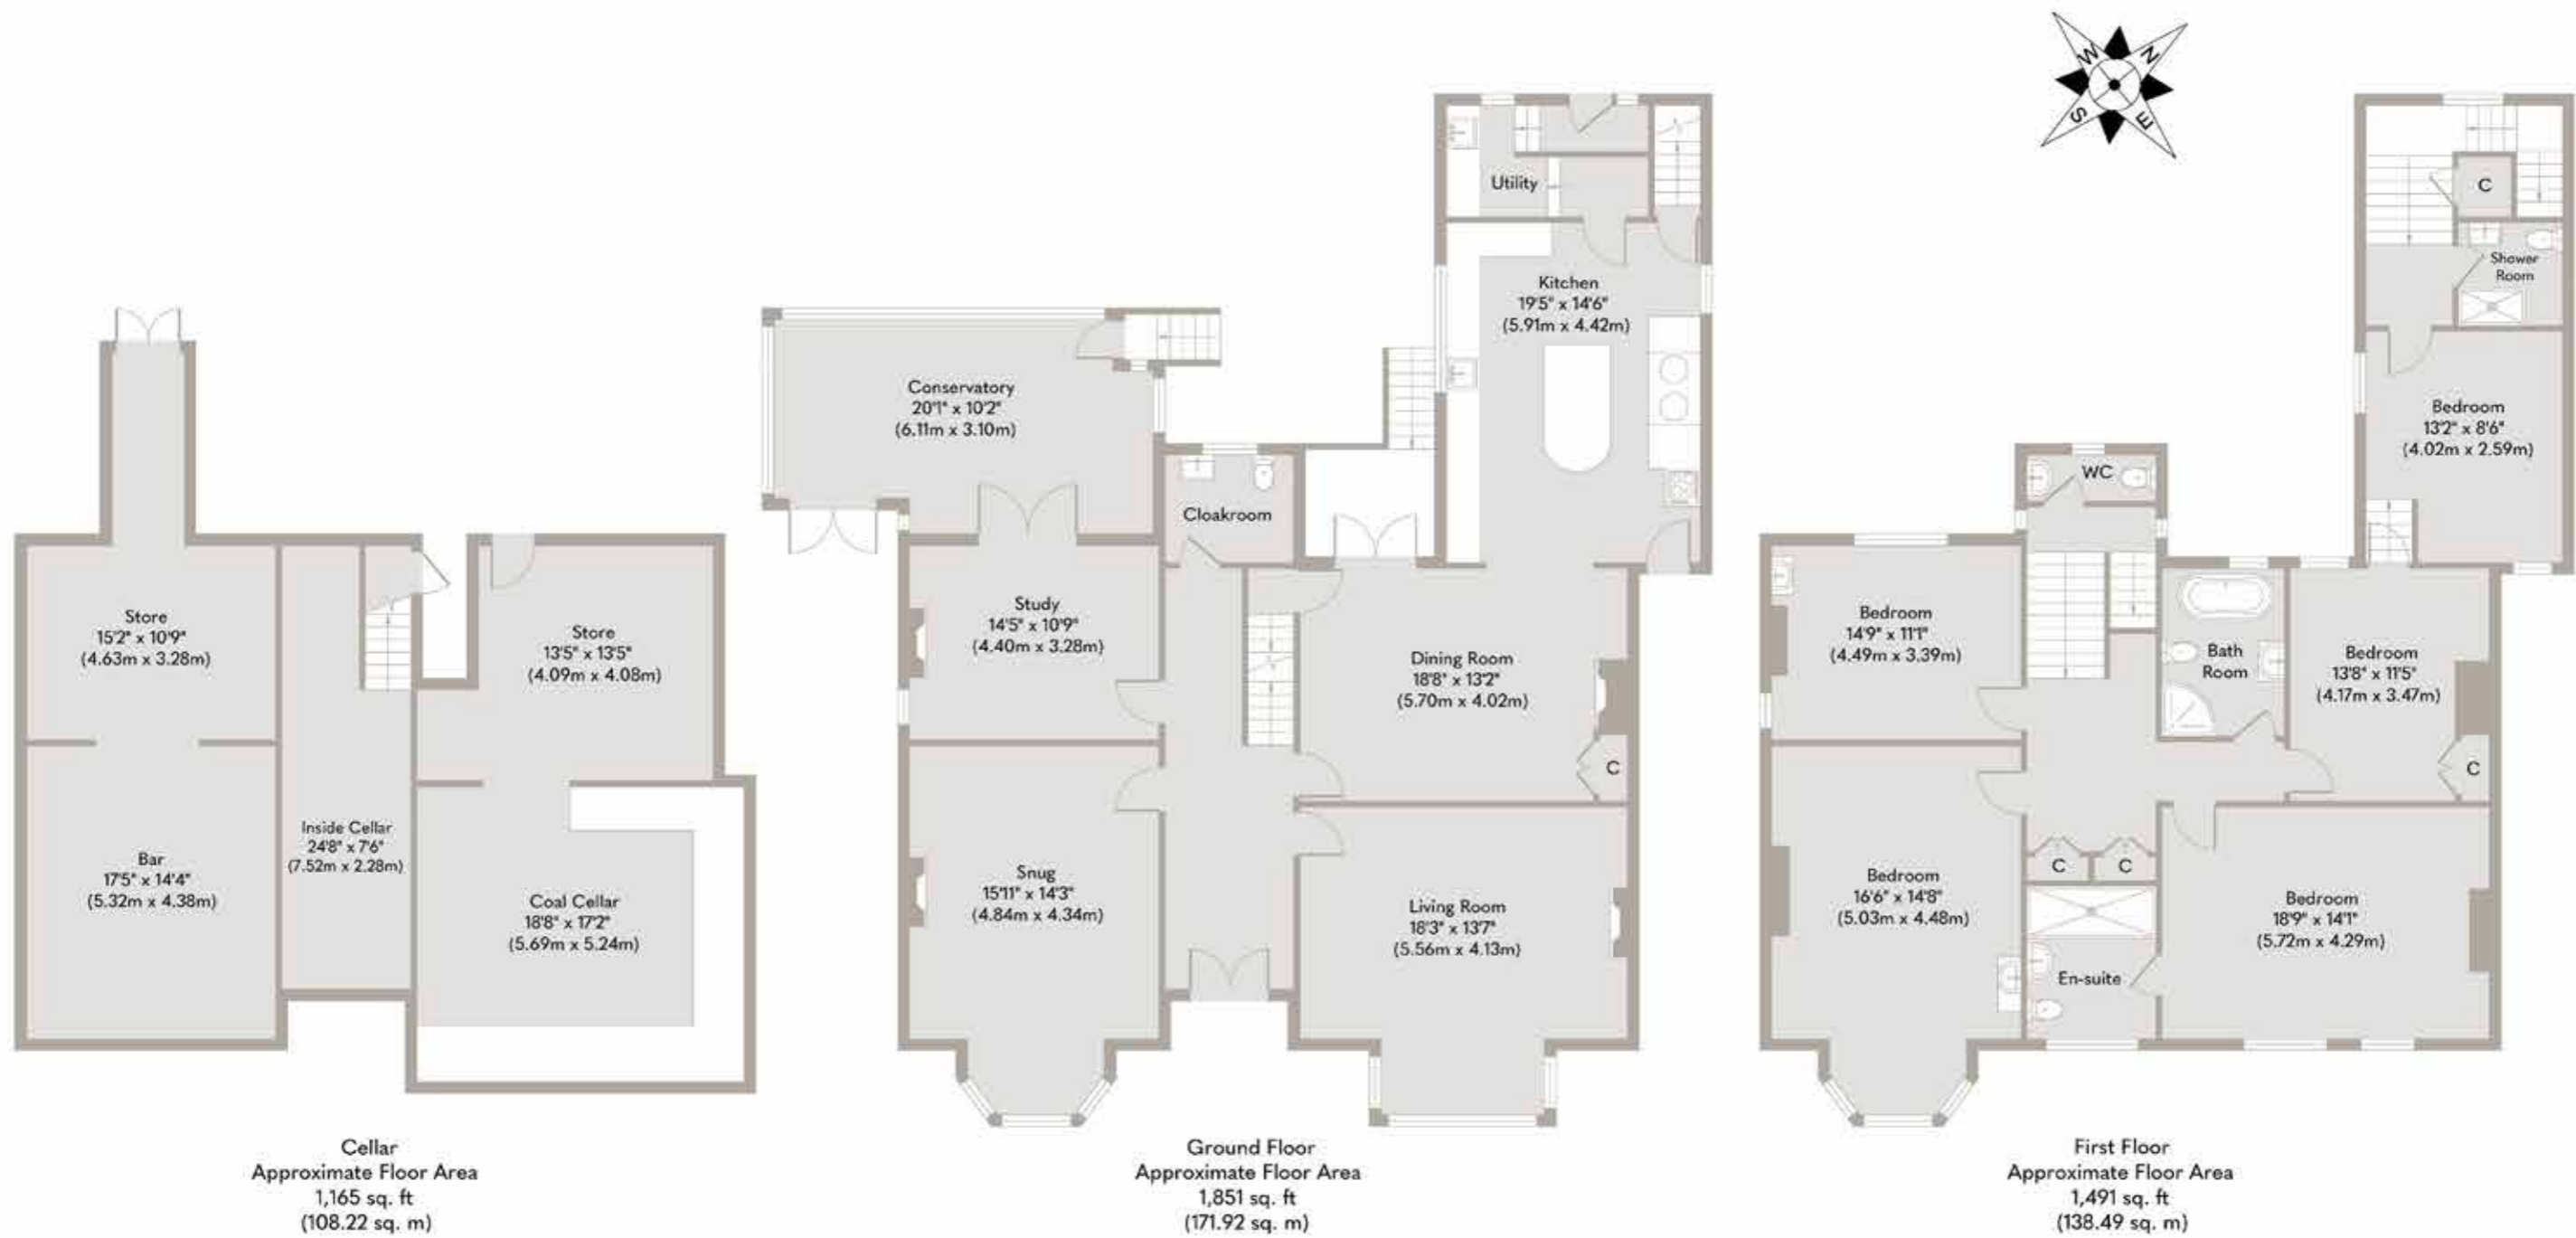 W
N
S
E
Store
15'2" x 10'9"
(4.63m x 3.28m)
Bar
17'5" x 14'4"
(5.32m x 4.38m)
Inside Cellar
24'8" x 7'6"
(7.52m x 2.28m)
Store
13'5" x 13'5"
(4.09m x 4.08m)
Coal Cellar
18'8" x 17'2"
(5.69m x 5.24m)
Cellar
Approximate Floor Area
1,165 sq. ft
(108.22 sq. m)
Utility
Kitchen
19'5" x 14'6"
(5.91m x 4.42m)
Conservatory
20'1" x 10'2"
(6.11m x 3.10m)
Cloakroom
Study
14'5" x 10'9"
(4.40m x 3.28m)
Dining Room
18'8" x 13'2"
(5.70m x 4.02m)
C
Snug
15'11" x 14'3"
(4.84m x 4.34m)
Living Room
18'3" x 13'7"
(5.56m x 4.13m)
Ground Floor
Approximate Floor Area
1,851 sq. ft
(171.92 sq. m)
C
Shower
Room
Bedroom
13'2" x 8'6"
(4.02m x 2.59m)
WC
Bedroom
14'9" x 11'1"
(4.49m x 3.39m)
Bath
Room
Bedroom
13'8" x 11'5"
(4.17m x 3.47m)
C
C
C
Bedroom
16'6" x 14'8"
(5.03m x 4.48m)
En-suite
Bedroom
18'9" x 14'1"
(5.72m x 4.29m)
First Floor
Approximate Floor Area
1,491 sq. ft
(138.49 sq. m)